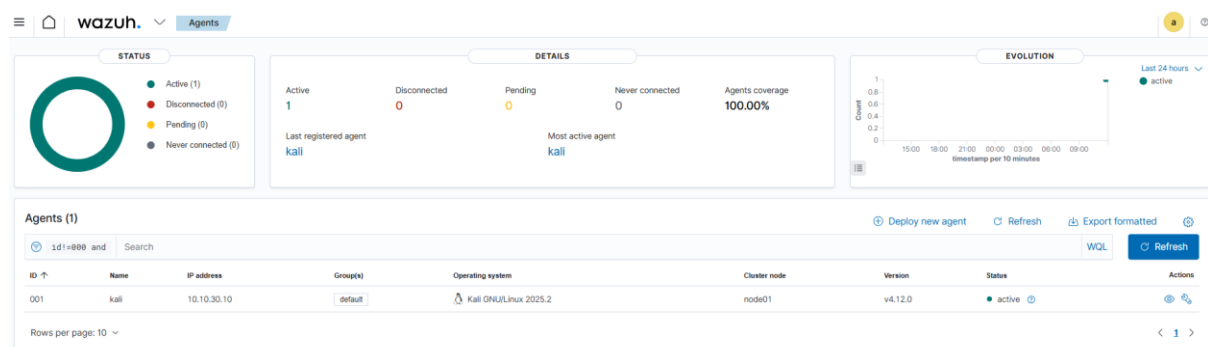 wazuh. Agents a
STATUS
Active (1)
Disconnected (0)
Pending (0)
Never connected (0)
DETAILS
Active Disconnected Pending Never connected Agents coverage
1 0 0 0 100.00%
Last registered agent Most active agent
kali kali
EVOLUTION
Last 24 hours
active
Count
1
0.8
0.6
0.4
0.2
0
15:00 18:00 21:00 00:00 03:00 06:00 09:00
timestamp per 10 minutes
Agents (1) Deploy new agent Refresh Export formatted
id!=000 and Search WQL Refresh
ID Name IP address Group(s) Operating system Cluster node Version Status Actions
001 kali 10.10.30.10 default Kali GNU/Linux 2025.2 node01 v4.12.0 active
Rows per page: 10 1